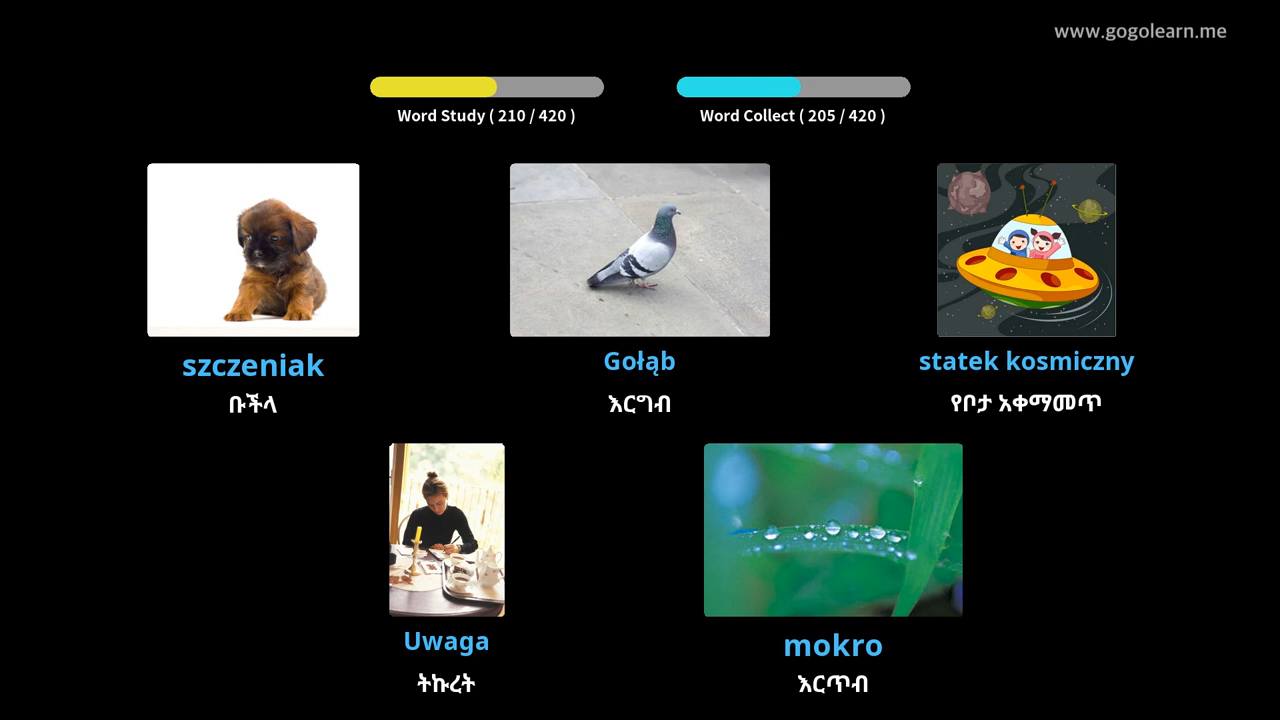 www.gogolearn.me
Word Study ( 210 / 420 )
Word Collect ( 205 / 420 )
szczeniak
ቡችላ
Gołąb
እርግብ
statek kosmiczny
የቦታ አቀማመጥ
Uwaga
ትኩረት
mokro
እርጥብ